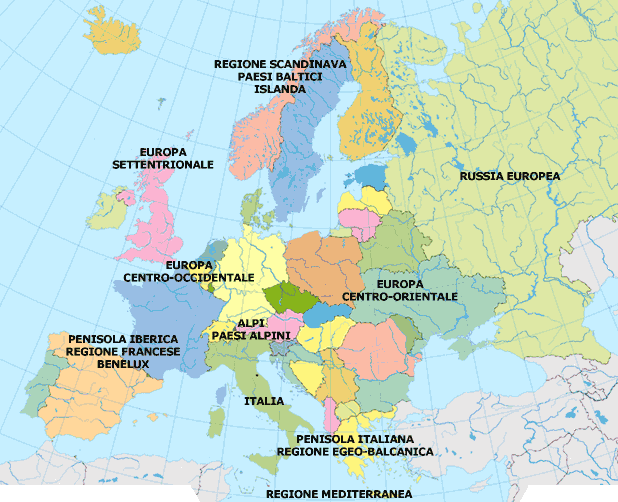 REGIONE SCANDINAVA
PAESI BALTICI
ISLANDA
EUROPA
SETTENTRIONALE
RUSSIA EUROPEA
EUROPA
CENTRO-OCCIDENTALE
EUROPA
CENTRO-ORIENTALE
ALPI
PAESI ALPINI
PENISOLA IBERICA
REGIONE FRANCESE
BENELUX
ITALIA
PENISOLA ITALIANA
REGIONE EGEO-BALCANICA
REGIONE MEDITERRANEA